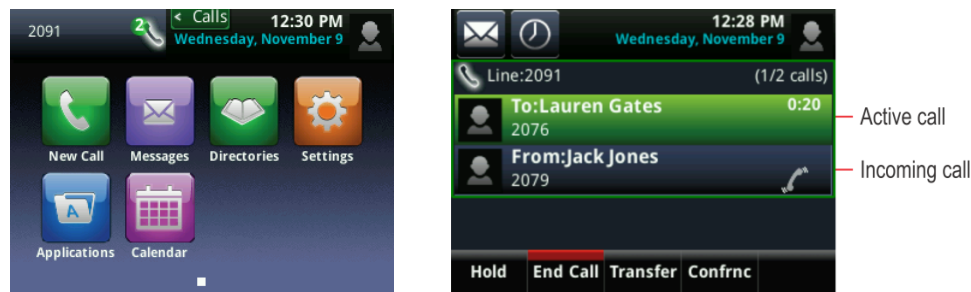 2091
2
< Calls
12:30 PM
Wednesday, November 9
New Call
Messages
Directories
Settings
A
Applications
Calendar
12:28 PM
Wednesday, November 9
Line:2091
(1/2 calls)
To:Lauren Gates
0:20
2076
From:Jack Jones
2079
Hold
End Call
Transfer
Confrnc
Active call
Incoming call